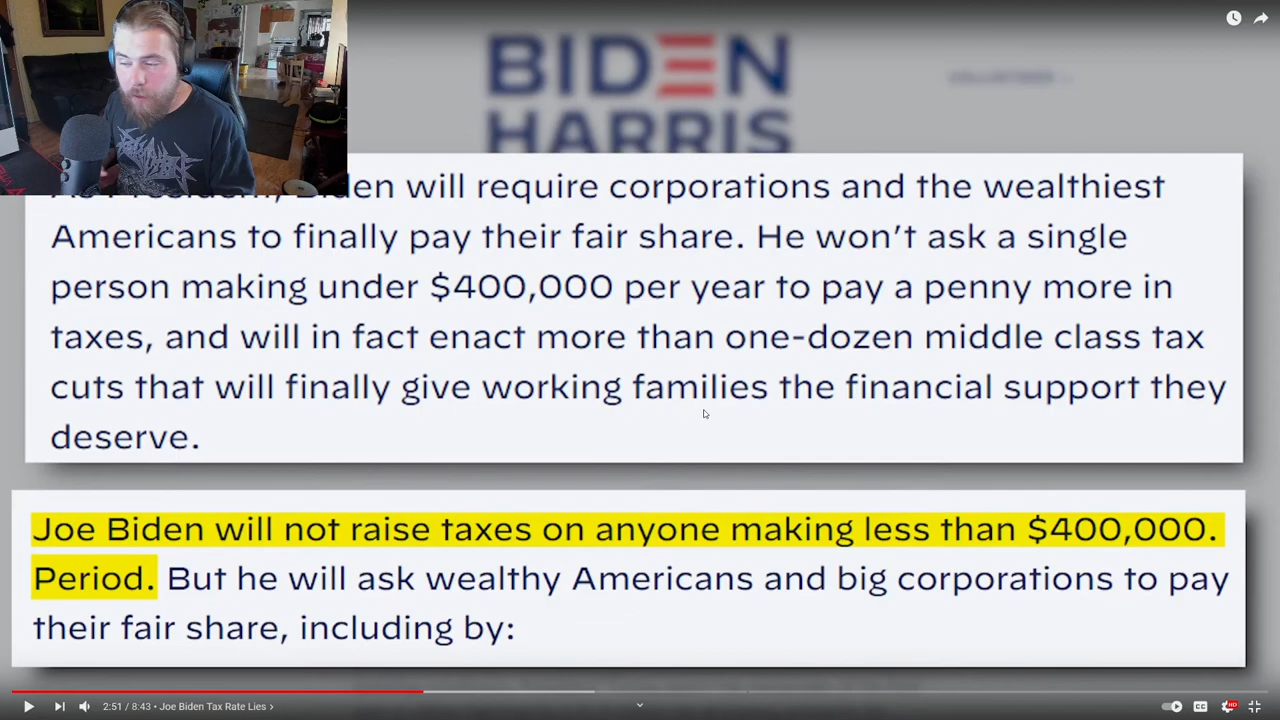 BIDEN
HARRIS
As President, Biden will require corporations and the wealthiest
Americans to finally pay their fair share. He won't ask a single
person making under $400,000 per year to pay a penny more in
taxes, and will in fact enact more than one-dozen middle class tax
cuts that will finally give working families the financial support they
deserve.
Joe Biden will not raise taxes on anyone making less than $400,000.
Period. But he will ask wealthy Americans and big corporations to pay
their fair share, including by:
2:51 / 8:43 • Joe Biden Tax Rate Lies >
CC
HD